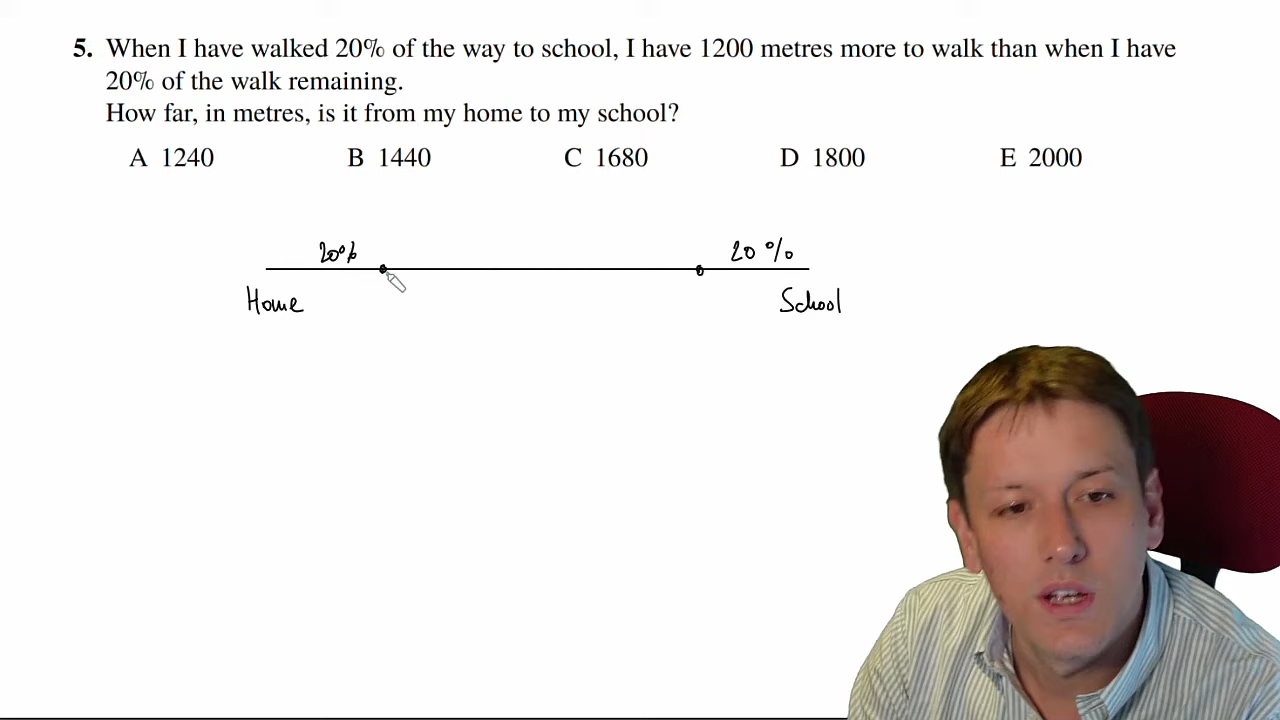 5. When I have walked 20% of the way to school, I have 1200 metres more to walk than when I have
20% of the walk remaining.
How far, in metres, is it from my home to my school?
A 1240 B 1440 C 1680 D 1800 E 2000
20% 20%
Home School